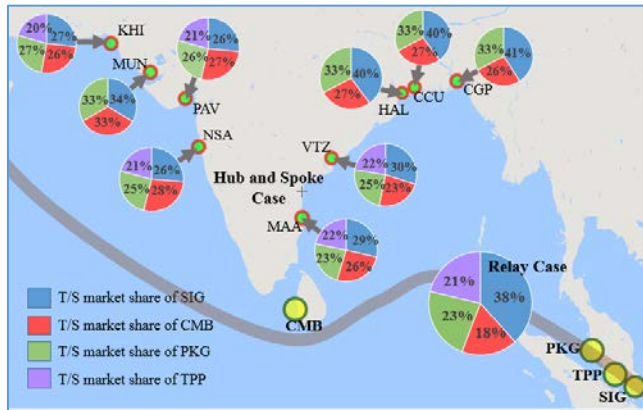 KHI
20%
27%
27%
26%
MUN
33%
34%
33%
PAV
21%
26%
26%
27%
NSA
21%
26%
25%
28%
HAL
33%
40%
27%
CCU
33%
40%
27%
CGP
33%
41%
26%
VTZ
22%
30%
25%
23%
Hub and Spoke
Case
MAA
22%
29%
23%
26%
Relay Case
21%
38%
23%
18%
T/S market share of SIG
T/S market share of CMB
T/S market share of PKG
T/S market share of TPP
CMB
PKG
TPP
SIG